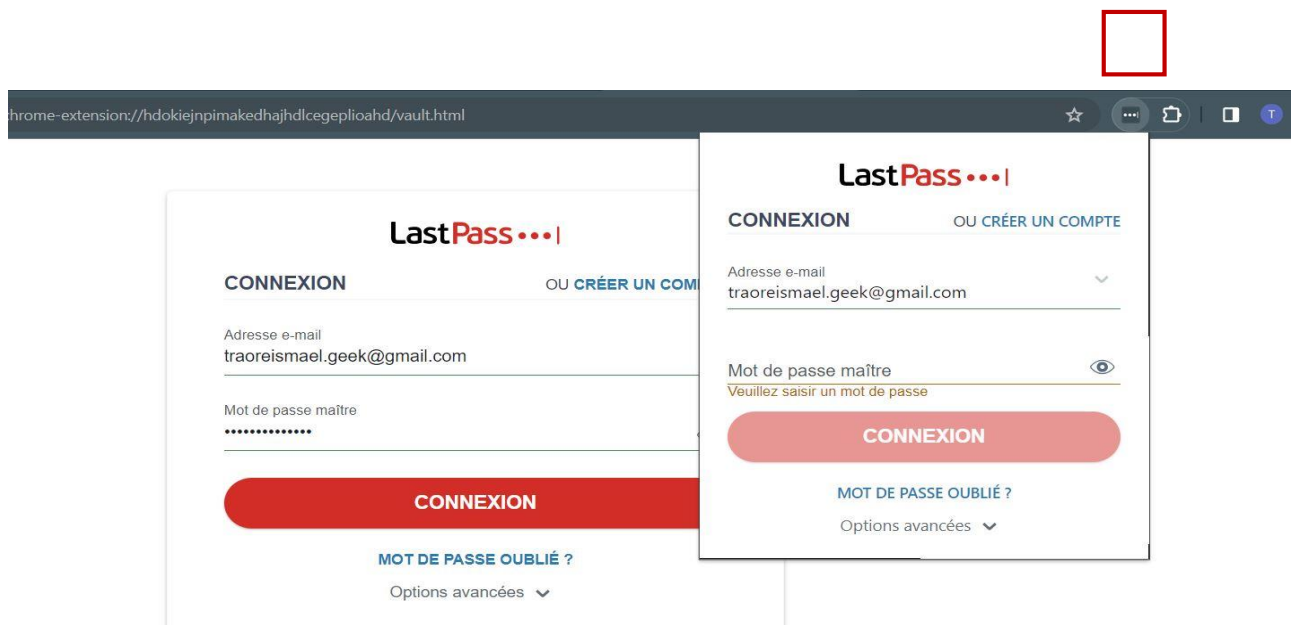 hrome-extension://hdokiejnpimakedhajhdlcegeplioahd/vault.html
T
LastPass
CONNEXION OU CRÉER UN COM
Adresse e-mail
traoreismael.geek@gmail.com
Mot de passe maître
••••••••••••••
CONNEXION
MOT DE PASSE OUBLIÉ ?
Options avancées
LastPass
CONNEXION OU CRÉER UN COMPTE
Adresse e-mail
traoreismael.geek@gmail.com
Mot de passe maître
Veuillez saisir un mot de passe
CONNEXION
MOT DE PASSE OUBLIÉ ?
Options avancées